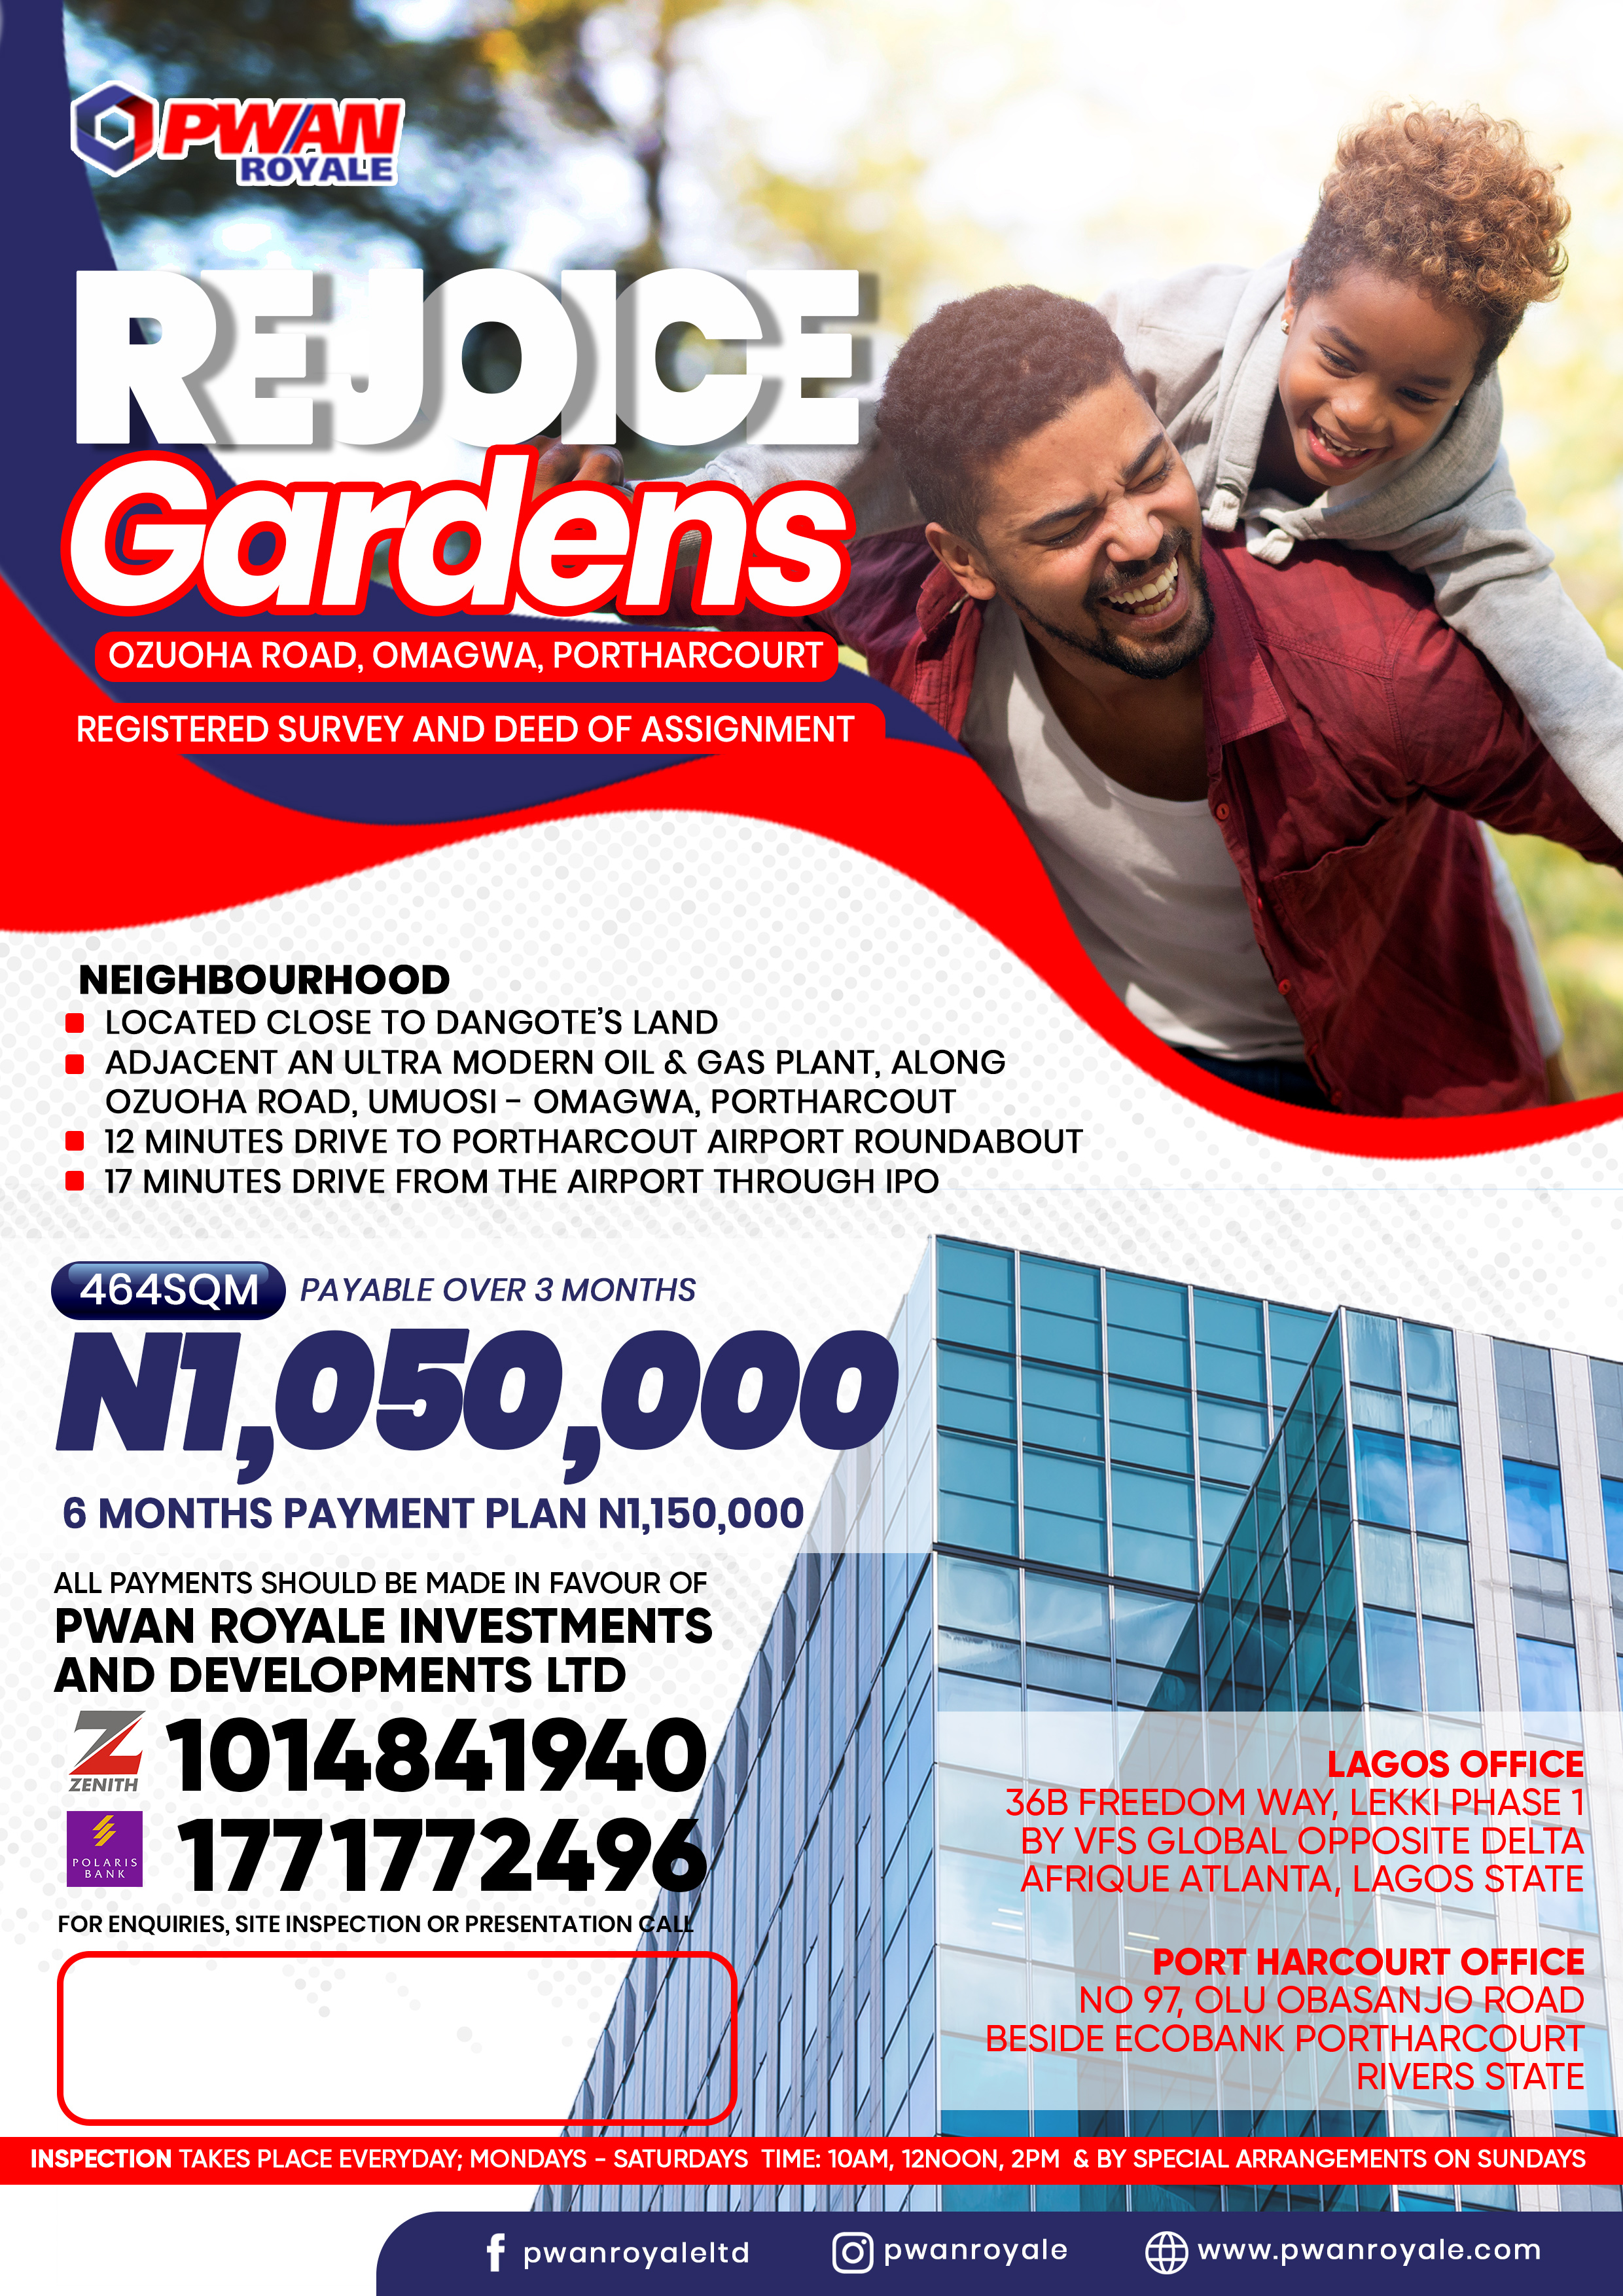 PWAN
ROYALE
REJOICE
Gardens
OZUOHA ROAD, OMAGWA, PORTHARCOURT
REGISTERED SURVEY AND DEED OF ASSIGNMENT
NEIGHBOURHOOD
LOCATED CLOSE TO DANGOTE'S LAND
ADJACENT AN ULTRA MODERN OIL & GAS PLANT, ALONG
OZUOHA ROAD, UMUOSI - OMAGWA, PORTHARCOUT
12 MINUTES DRIVE TO PORTHARCOUT AIRPORT ROUNDABOUT
17 MINUTES DRIVE FROM THE AIRPORT THROUGH IPO
464SQM PAYABLE OVER 3 MONTHS
N1,050,000
6 MONTHS PAYMENT PLAN N1,150,000
ALL PAYMENTS SHOULD BE MADE IN FAVOUR OF
PWAN ROYALE INVESTMENTS
AND DEVELOPMENTS LTD
ZENITH 1014841940
POLARIS
BANK
1771772496
FOR ENQUIRIES, SITE INSPECTION OR PRESENTATION CALL
LAGOS OFFICE
36B FREEDOM WAY, LEKKI PHASE 1
BY VFS GLOBAL OPPOSITE DELTA
AFRIQUE ATLANTA, LAGOS STATE
PORT HARCOURT OFFICE
NO 97, OLU OBASANJO ROAD
BESIDE ECOBANK PORTHARCOURT
RIVERS STATE
INSPECTION TAKES PLACE EVERYDAY; MONDAYS - SATURDAYS TIME: 10AM, 12NOON, 2PM & BY SPECIAL ARRANGEMENTS ON SUNDAYS
f pwanroyaleltd pwanroyale www.pwanroyale.com